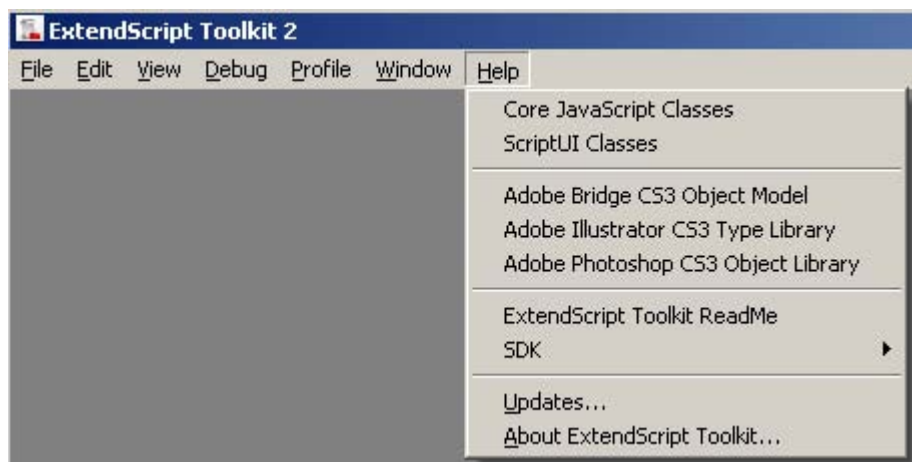 ExtendScript Toolkit 2
File Edit View Debug Profile Window Help
Core JavaScript Classes
ScriptUI Classes
Adobe Bridge CS3 Object Model
Adobe Illustrator CS3 Type Library
Adobe Photoshop CS3 Object Library
ExtendScript Toolkit ReadMe
SDK
Updates...
About ExtendScript Toolkit...